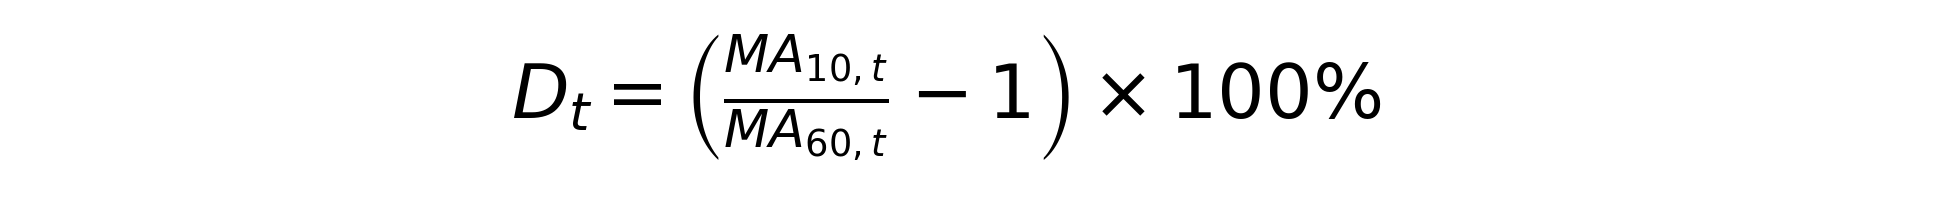 D_t = (MA_{10, t} / MA_{60, t} − 1) × 100%